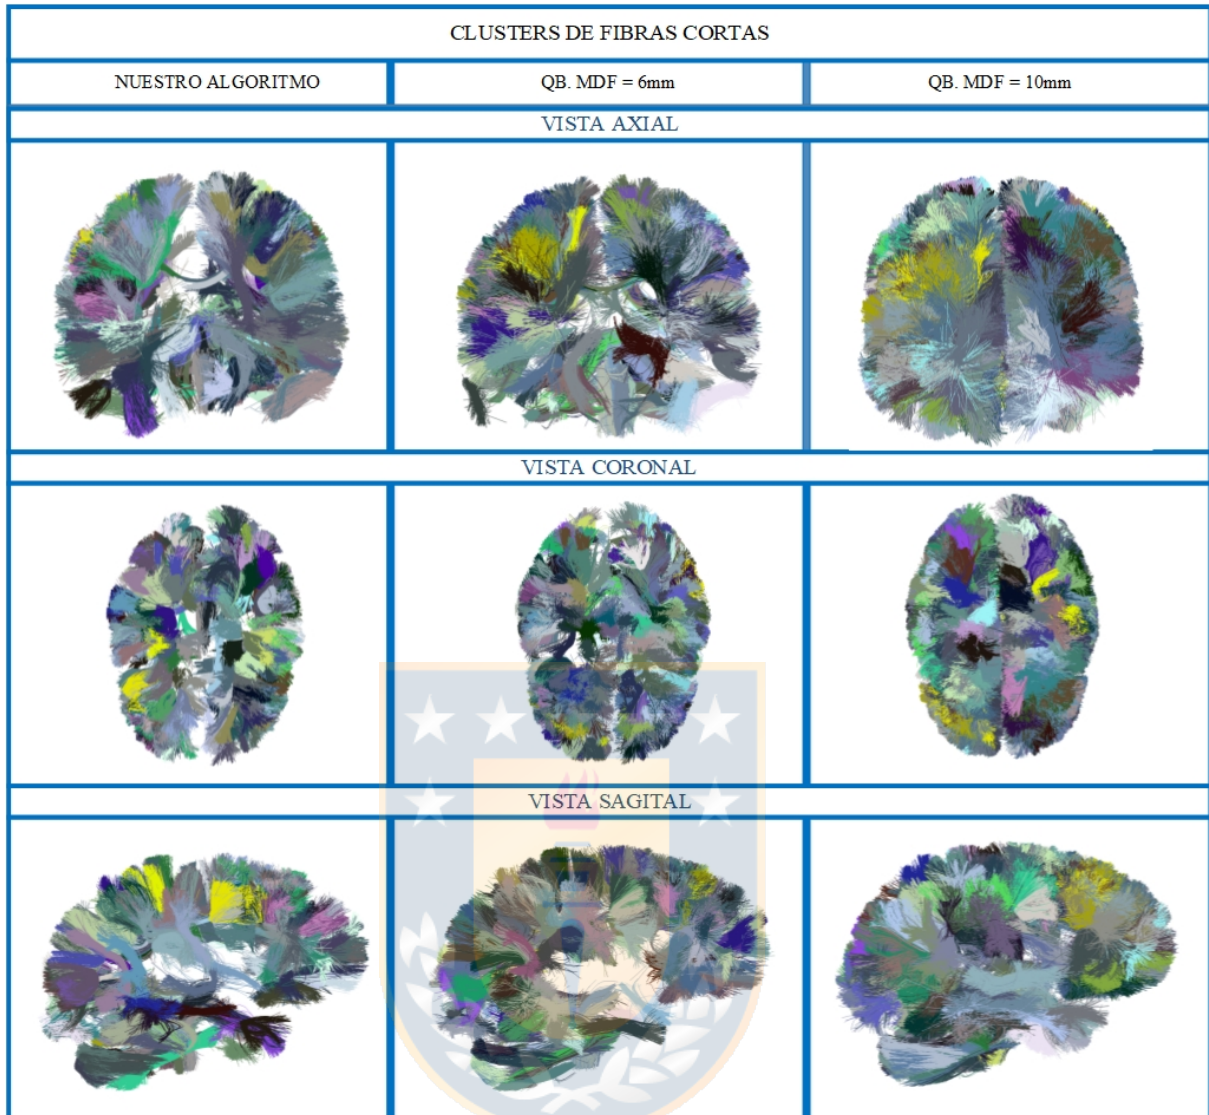 CLUSTERS DE FIBRAS CORTAS
NUESTRO ALGORITMO
QB. MDF = 6mm
QB. MDF = 10mm
VISTA AXIAL
VISTA CORONAL
VISTA SAGITAL